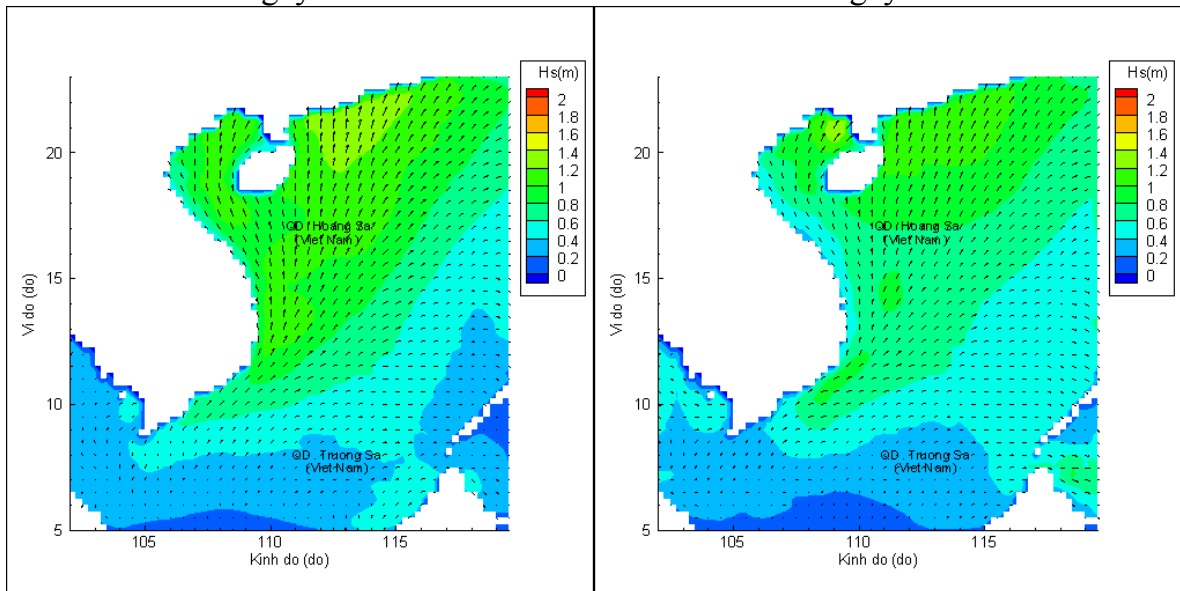 Hs(m)
2
1.8
1.6
1.4
1.2
1
0.8
0.6
0.4
0.2
0
20
15
10
5
Vi do (do)
QD. Hoang Sa
(Viet Nam)
QD. Truong Sa
(Viet Nam)
105
110
115
Kinh do (do)
Hs(m)
2
1.8
1.6
1.4
1.2
1
0.8
0.6
0.4
0.2
0
20
15
10
5
Vi do (do)
QD. Hoang Sa
(Viet Nam)
QD. Truong Sa
(Viet Nam)
105
110
115
Kinh do (do)